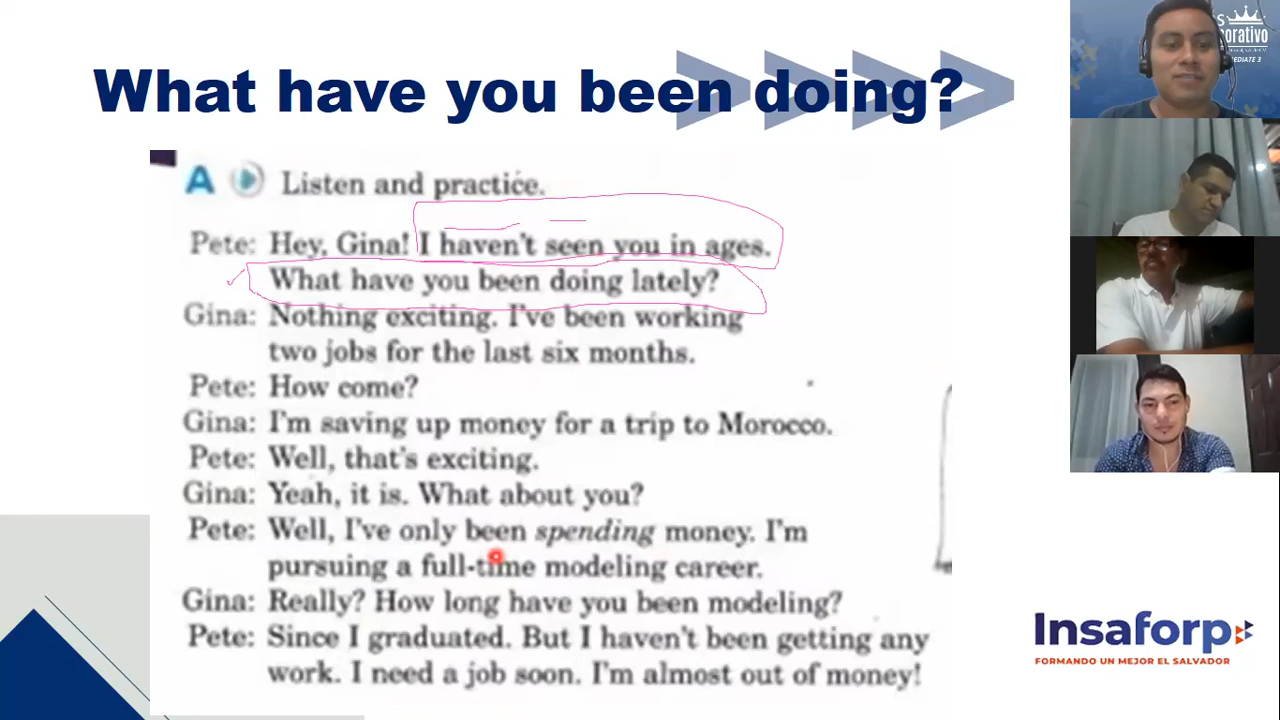 What have you been doing?
A Listen and practice.
Pete: Hey, Gina! I haven't seen you in ages.
What have you been doing lately?
Gina: Nothing exciting. I've been working
two jobs for the last six months.
Pete: How come?
Gina: I'm saving up money for a trip to Morocco.
Pete: Well, that's exciting.
Gina: Yeah, it is. What about you?
Pete: Well, I've only been spending money. I'm
pursuing a full-time modeling career.
Gina: Really? How long have you been modeling?
Pete: Since I graduated. But I haven't been getting any
work. I need a job soon. I'm almost out of money!
Insaforp
FORMANDO UN MEJOR EL SALVADOR